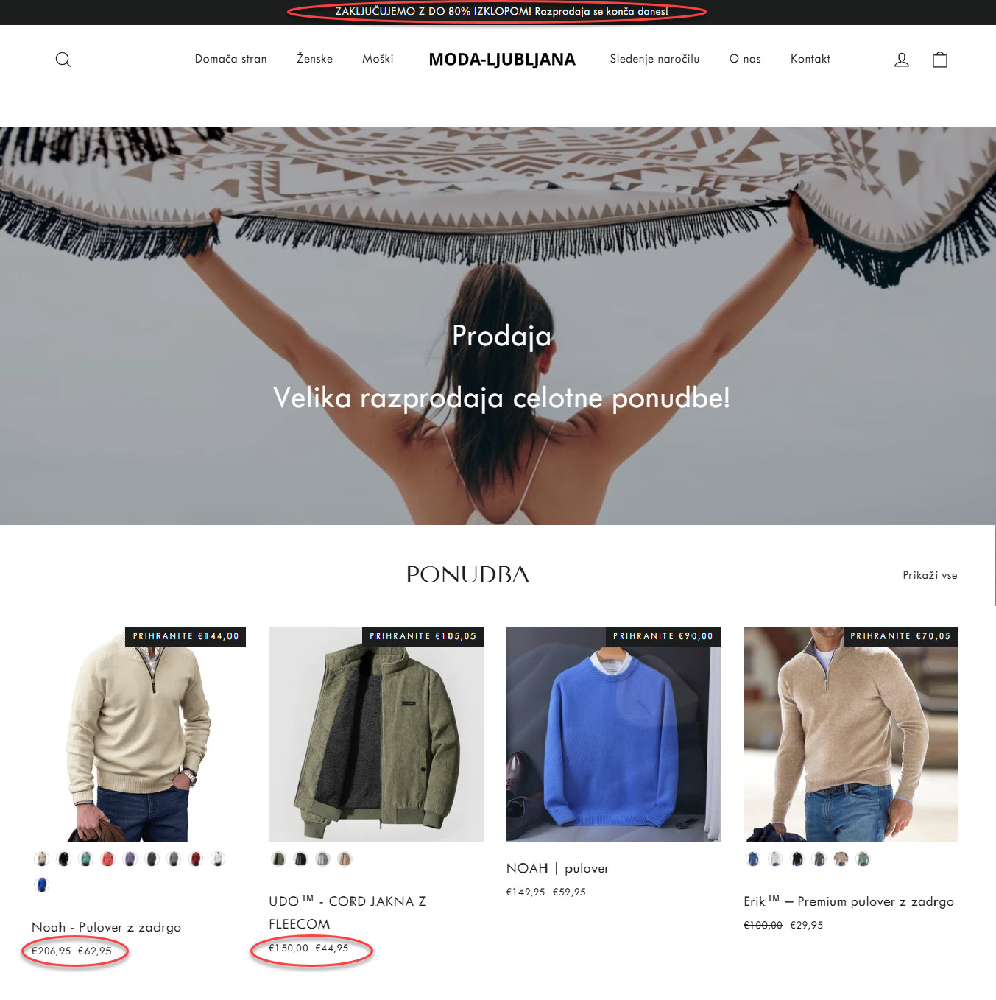 ZAKLJUČUJEMO Z DO 80% IZKLOPOM! Razprodaja se konča danes!
Domača stran Ženske Moški MODA-LJUBLJANA Sledenje naročilu O nas Kontakt
Prodaja
Velika razprodaja celotne ponudbe!
PONUDBA
Prikaži vse
PRIHRANITE €144,00
PRIHRANITE €105,05
PRIHRANITE €90,00
PRIHRANITE €70,05
Noah - Pulover z zadrgo
€206,95 €62,95
UDO™ - CORD JAKNA Z
FLEECOM
€150,00 €44,95
NOAH | pulover
€149,95 €59,95
Erik™ – Premium pulover z zadrgo
€100,00 €29,95